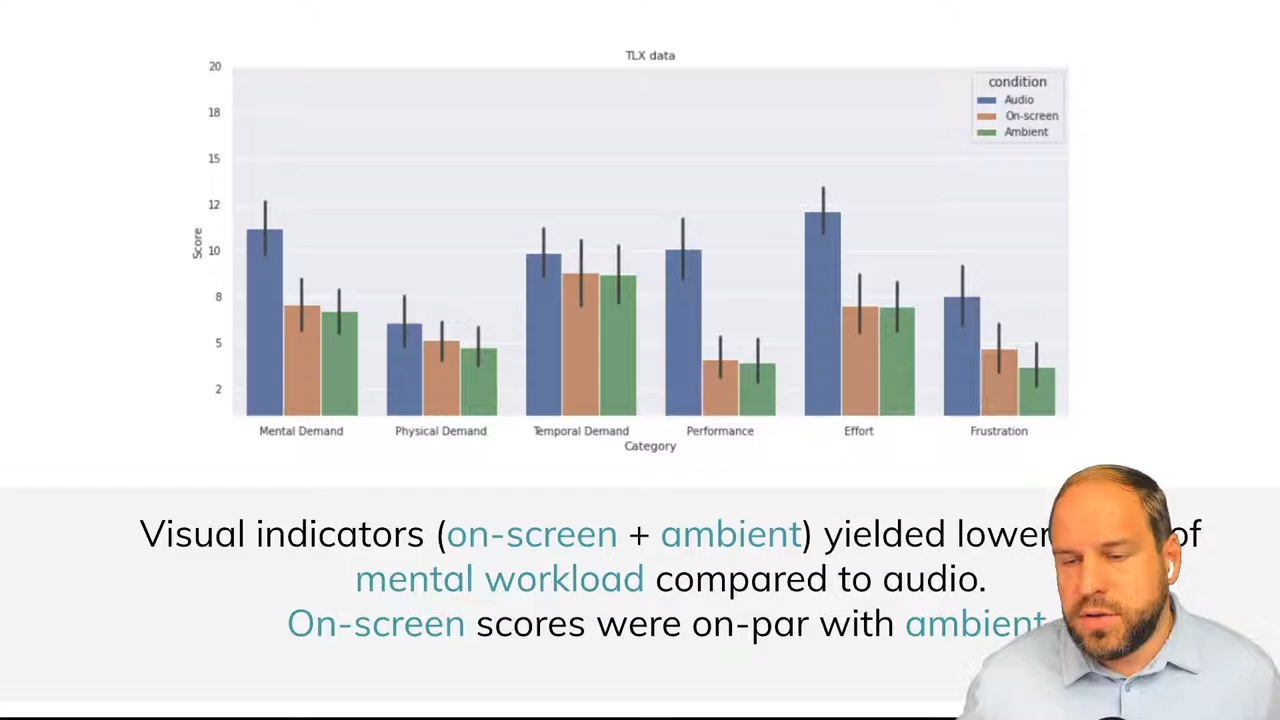 TLX data
20
18
15
12
10
8
5
2
Score
condition
Audio
On-screen
Ambient
Mental Demand
Physical Demand
Temporal Demand
Performance
Effort
Frustration
Category
Visual indicators (on-screen + ambient) yielded lower of
mental workload compared to audio.
On-screen scores were on-par with ambient